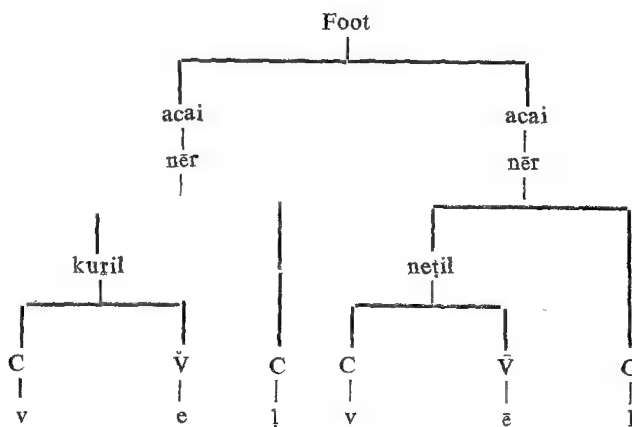 Foot
acai acai
nēr nēr
kuṟil neṭil
C V̆ C C V̄ C
v e ḷ v ē l